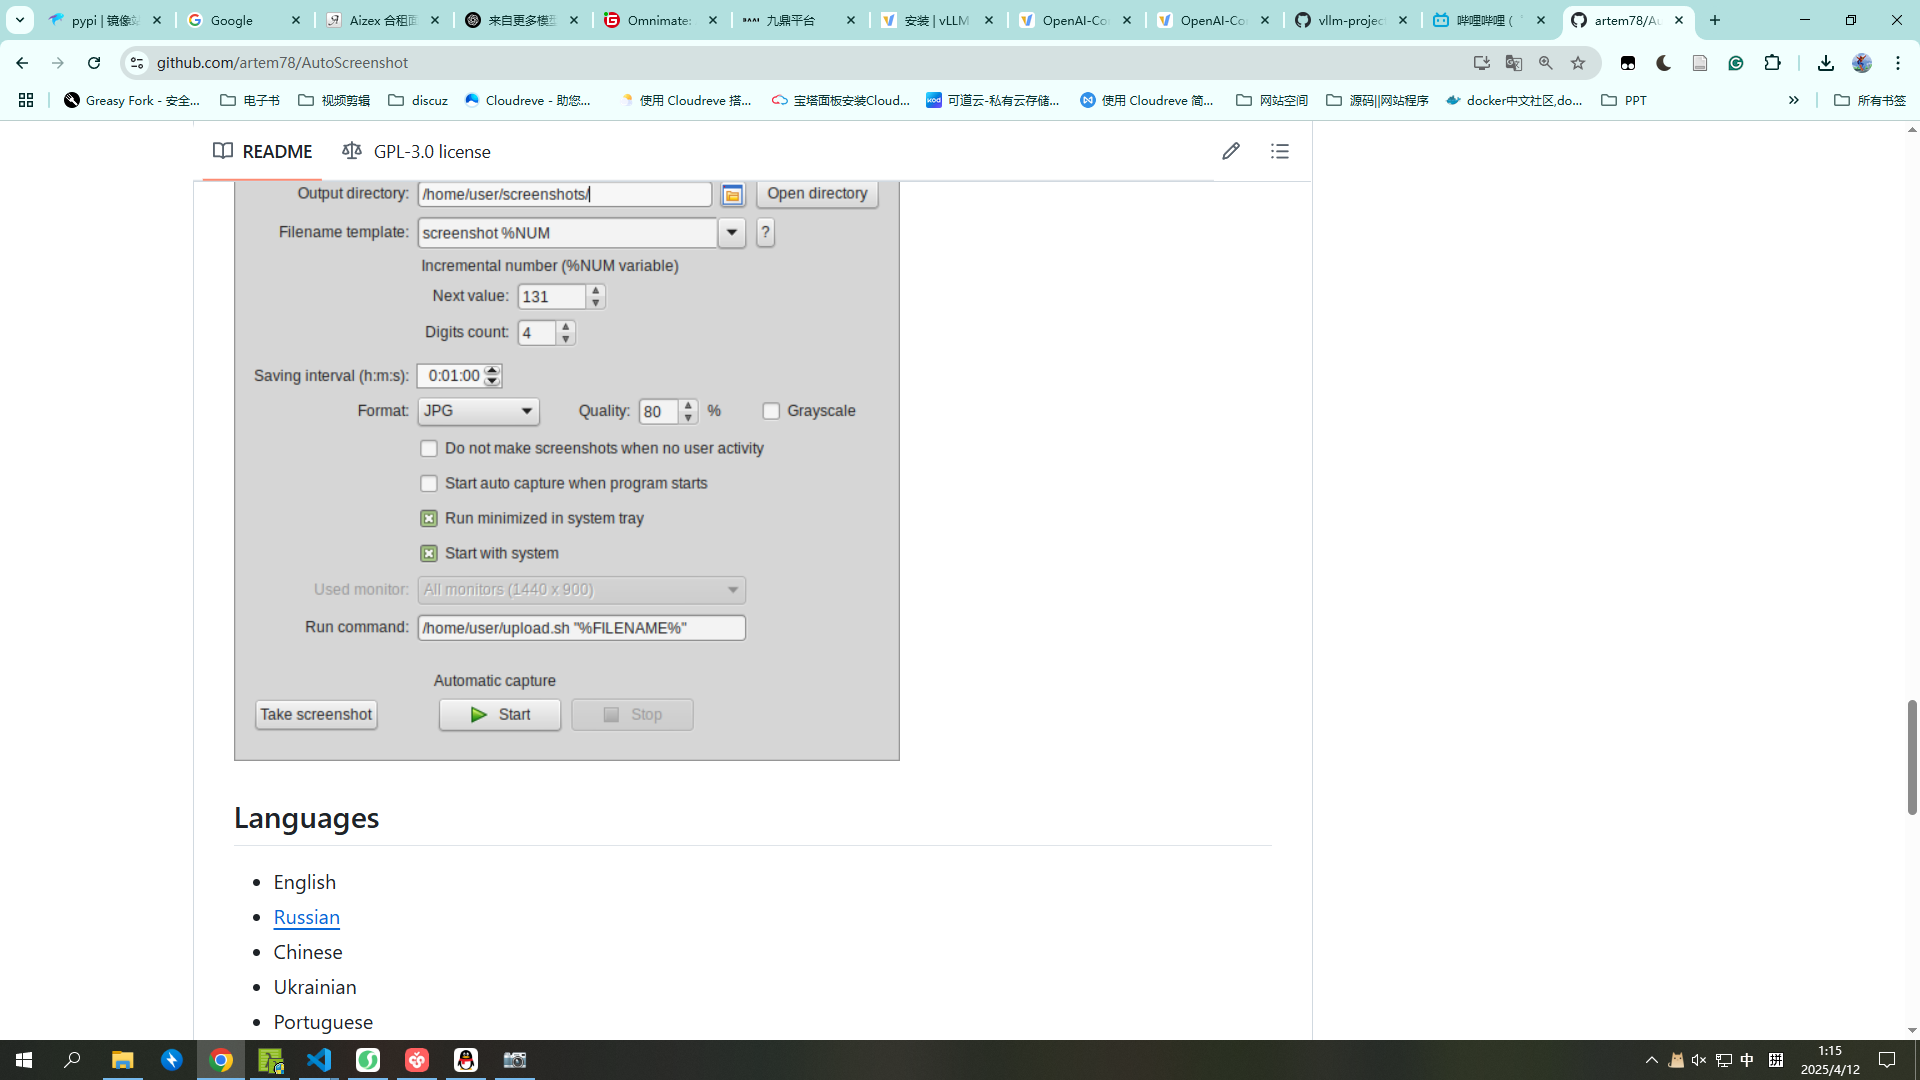 pypi | 镜像站
Google
Aizex 合租面
来自更多模型
Omnimate:
九鼎平台
安装 | vLLM
OpenAI-Co
OpenAI-Co
vllm-project
哔哩哔哩 (
artem78/Au
github.com/artem78/AutoScreenshot
Greasy Fork - 安全...
电子书
视频剪辑
discuz
Cloudreve - 助您...
使用 Cloudreve 搭...
宝塔面板安装Cloud...
可道云-私有云存储...
使用 Cloudreve 简...
网站空间
源码||网站程序
docker中文社区,do...
PPT
所有书签
README
GPL-3.0 license
Output directory: /home/user/screenshots/ Open directory
Filename template: screenshot %NUM ?
Incremental number (%NUM variable)
Next value: 131
Digits count: 4
Saving interval (h:m:s): 0:01:00
Format: JPG Quality: 80 % Grayscale
Do not make screenshots when no user activity
Start auto capture when program starts
Run minimized in system tray
Start with system
Used monitor: All monitors (1440 x 900)
Run command: /home/user/upload.sh "%FILENAME%"
Automatic capture
Take screenshot Start Stop
Languages
English
Russian
Chinese
Ukrainian
Portuguese
中
拼
1:15
2025/4/12